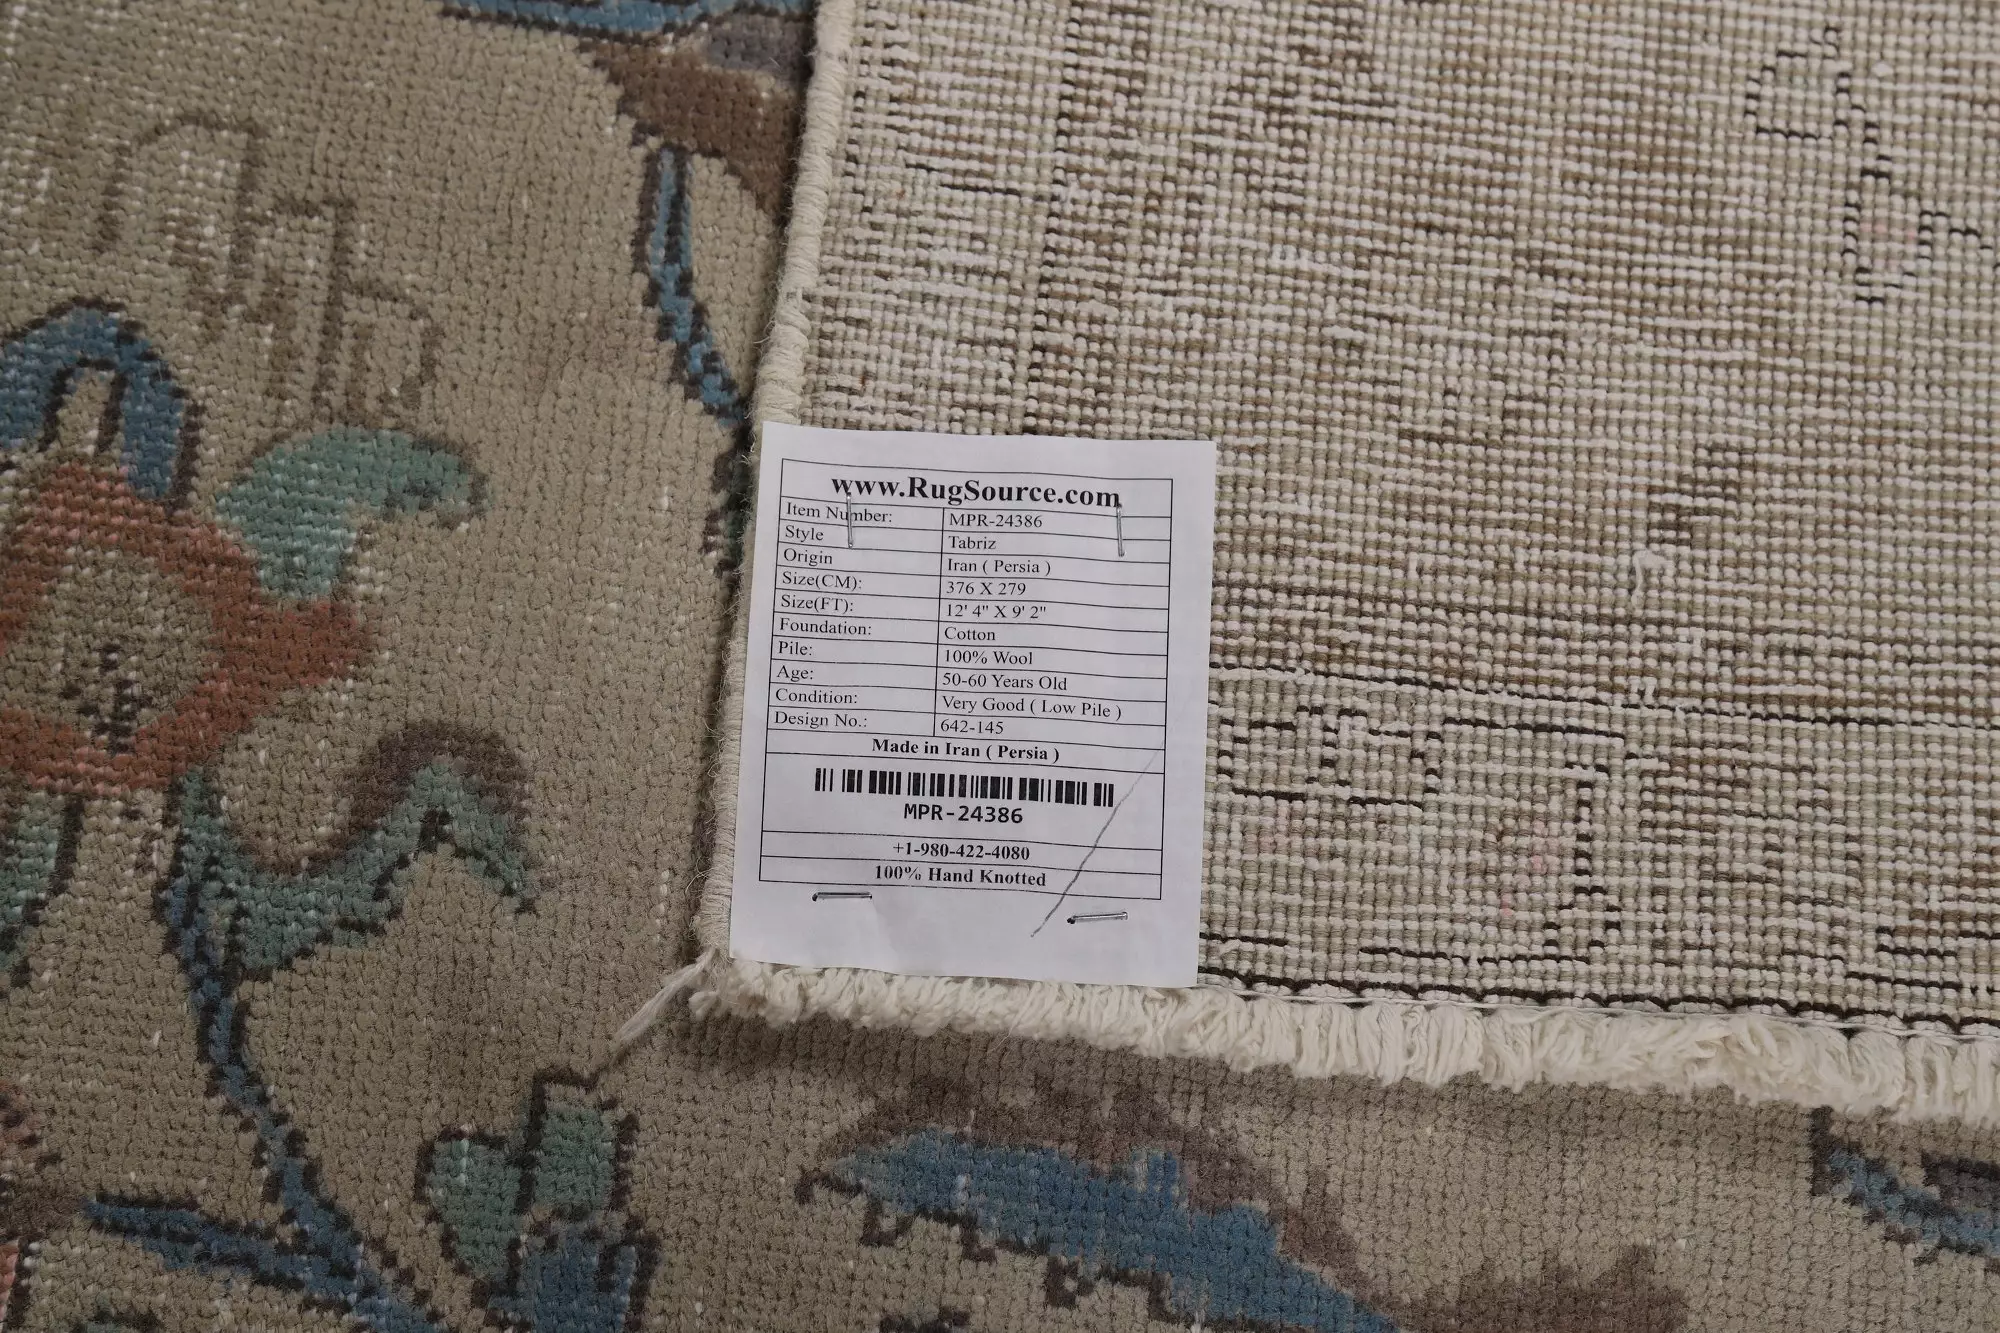 www.RugSource.com
Item Number: MPR-24386
Style Tabriz
Origin Iran ( Persia )
Size(CM): 376 X 279
Size(FT): 12' 4" X 9' 2"
Foundation: Cotton
Pile: 100% Wool
Age: 50-60 Years Old
Condition: Very Good ( Low Pile )
Design No.: 642-145
Made in Iran ( Persia )
MPR-24386
+1-980-422-4080
100% Hand Knotted